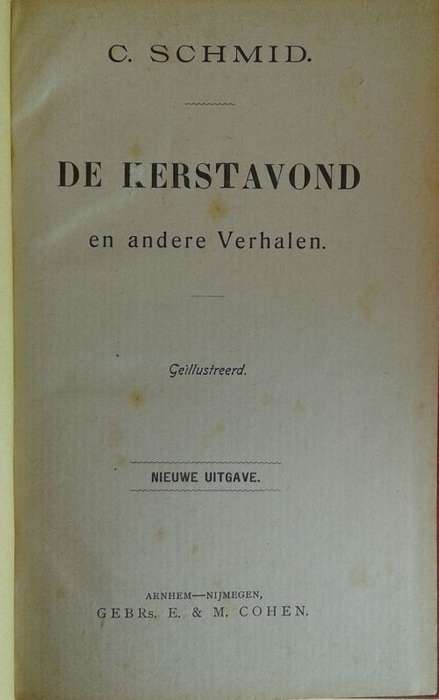 C. SCHMID.
DE KERSTAVOND
en andere Verhalen.
Geïllustreerd.
NIEUWE UITGAVE.
ARNHEM—NIJMEGEN,
GEBRs. E. & M. COHEN.